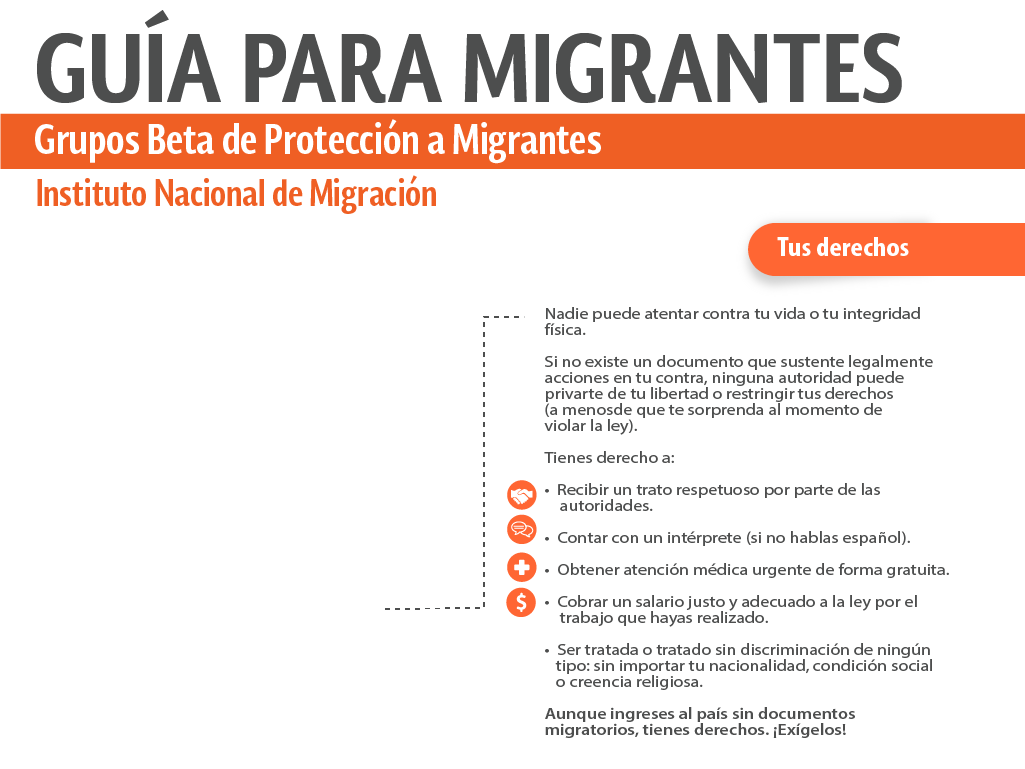 GUÍA PARA MIGRANTES
Grupos Beta de Protección a Migrantes
Instituto Nacional de Migración
Tus derechos
Nadie puede atentar contra tu vida o tu integridad
física.
Si no existe un documento que sustente legalmente
acciones en tu contra, ninguna autoridad puede
privarte de tu libertad o restringir tus derechos
(a menosde que te sorprenda al momento de
violar la ley).
Tienes derecho a:
• Recibir un trato respetuoso por parte de las
autoridades.
• Contar con un intérprete (si no hablas español).
• Obtener atención médica urgente de forma gratuita.
$ • Cobrar un salario justo y adecuado a la ley por el
trabajo que hayas realizado.
• Ser tratada o tratado sin discriminación de ningún
tipo: sin importar tu nacionalidad, condición social
o creencia religiosa.
Aunque ingreses al país sin documentos
migratorios, tienes derechos. ¡Exígelos!